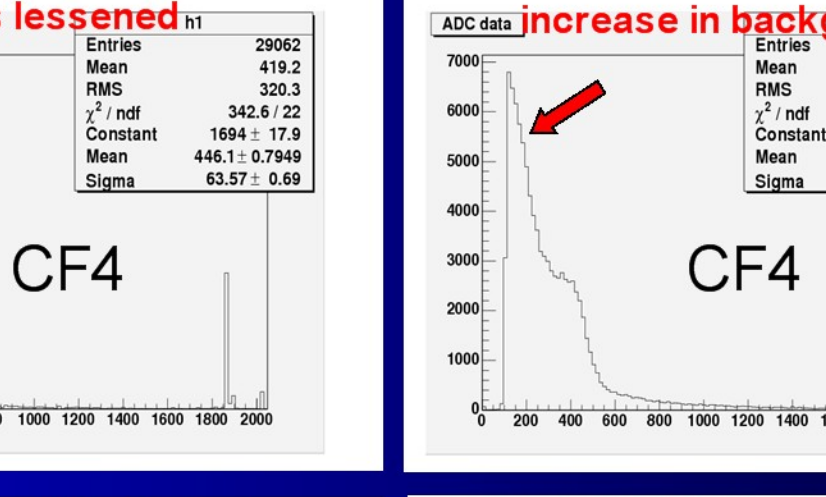 s lessened
h1
Entries 29062
Mean 419.2
RMS 320.3
χ² / ndf 342.6 / 22
Constant 1694 ± 17.9
Mean 446.1 ± 0.7949
Sigma 63.57 ± 0.69
CF4
1000 1200 1400 1600 1800 2000
increase in backg
ADC data
Entries
Mean
RMS
χ² / ndf
Constant
Mean
Sigma
7000
6000
5000
4000
3000
2000
1000
0
CF4
0 200 400 600 800 1000 1200 1400